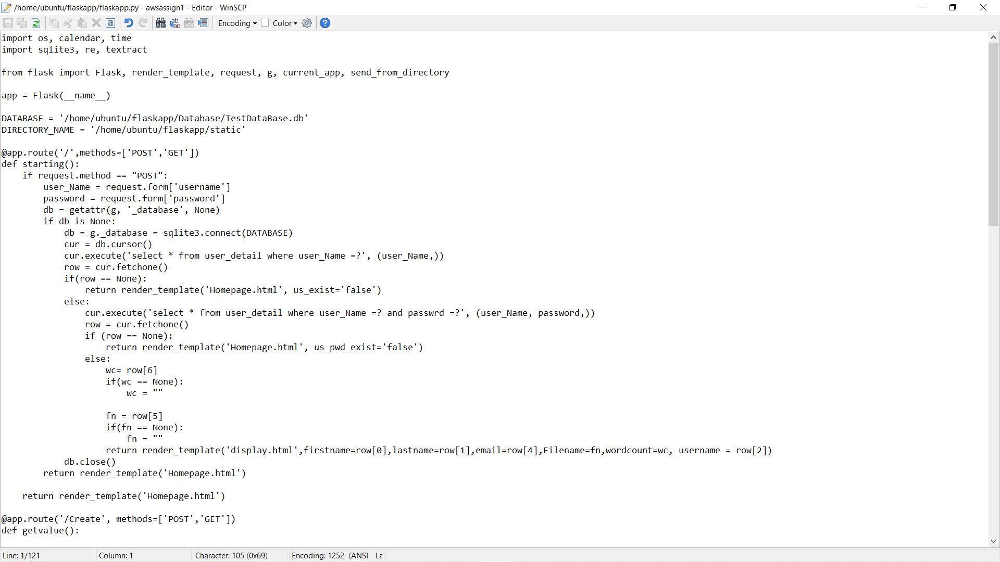 /home/ubuntu/flaskapp/flaskapp.py - awsassign1 - Editor - WinSCP
Encoding Color
import os, calendar, time
import sqlite3, re, textract
from flask import Flask, render_template, request, g, current_app, send_from_directory
app = Flask(__name__)
DATABASE = '/home/ubuntu/flaskapp/Database/TestDataBase.db'
DIRECTORY_NAME = '/home/ubuntu/flaskapp/static'
@app.route('/',methods=['POST','GET'])
def starting():
    if request.method == "POST":
        user_Name = request.form['username']
        password = request.form['password']
        db = getattr(g, '_database', None)
        if db is None:
            db = g._database = sqlite3.connect(DATABASE)
            cur = db.cursor()
            cur.execute('select * from user_detail where user_Name =?', (user_Name,))
            row = cur.fetchone()
            if(row == None):
                return render_template('Homepage.html', us_exist='false')
            else:
                cur.execute('select * from user_detail where user_Name =? and passwrd =?', (user_Name, password,))
                row = cur.fetchone()
                if (row == None):
                    return render_template('Homepage.html', us_pwd_exist='false')
                else:
                    wc= row[6]
                    if(wc == None):
                        wc = ""
                    fn = row[5]
                    if(fn == None):
                        fn = ""
                    return render_template('display.html',firstname=row[0],lastname=row[1],email=row[4],Filename=fn,wordcount=wc, username = row[2])
            db.close()
        return render_template('Homepage.html')
    return render_template('Homepage.html')
@app.route('/Create', methods=['POST','GET'])
def getvalue():
Line: 1/121 Column: 1 Character: 105 (0x69) Encoding: 1252 (ANSI - La